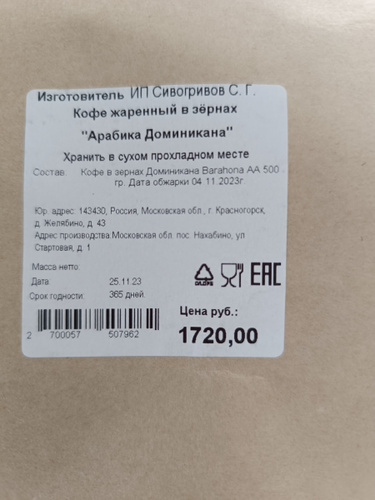 Изготовитель ИП Сивогривов С. Г.
Кофе жаренный в зёрнах
"Арабика Доминикана"
Хранить в сухом прохладном месте
Состав: Кофе в зернах Доминикана Barahona AA 500
гр. Дата обжарки 04.11.2023г.
Юр. адрес: 143430, Россия, Московская обл., г. Красногорск,
д. Желябино, д. 43
Адрес производства:Московская обл. пос. Нахабино, ул
Стартовая, д. 1
Масса нетто:
Дата 25.11.23
Срок годности: 365 дней
EAC
Цена руб.:
1720,00
2 700057 507962